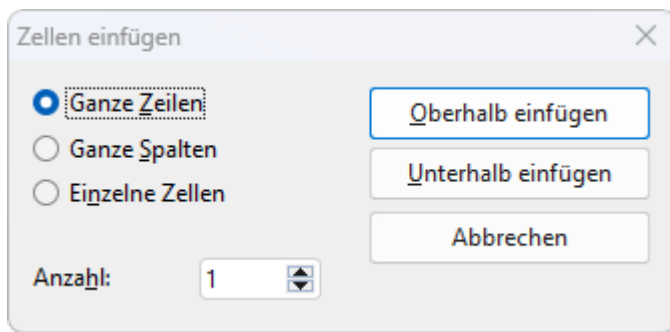 Zellen einfügen
Ganze Zeilen
Ganze Spalten
Einzelne Zellen
Anzahl:
1
Oberhalb einfügen
Unterhalb einfügen
Abbrechen